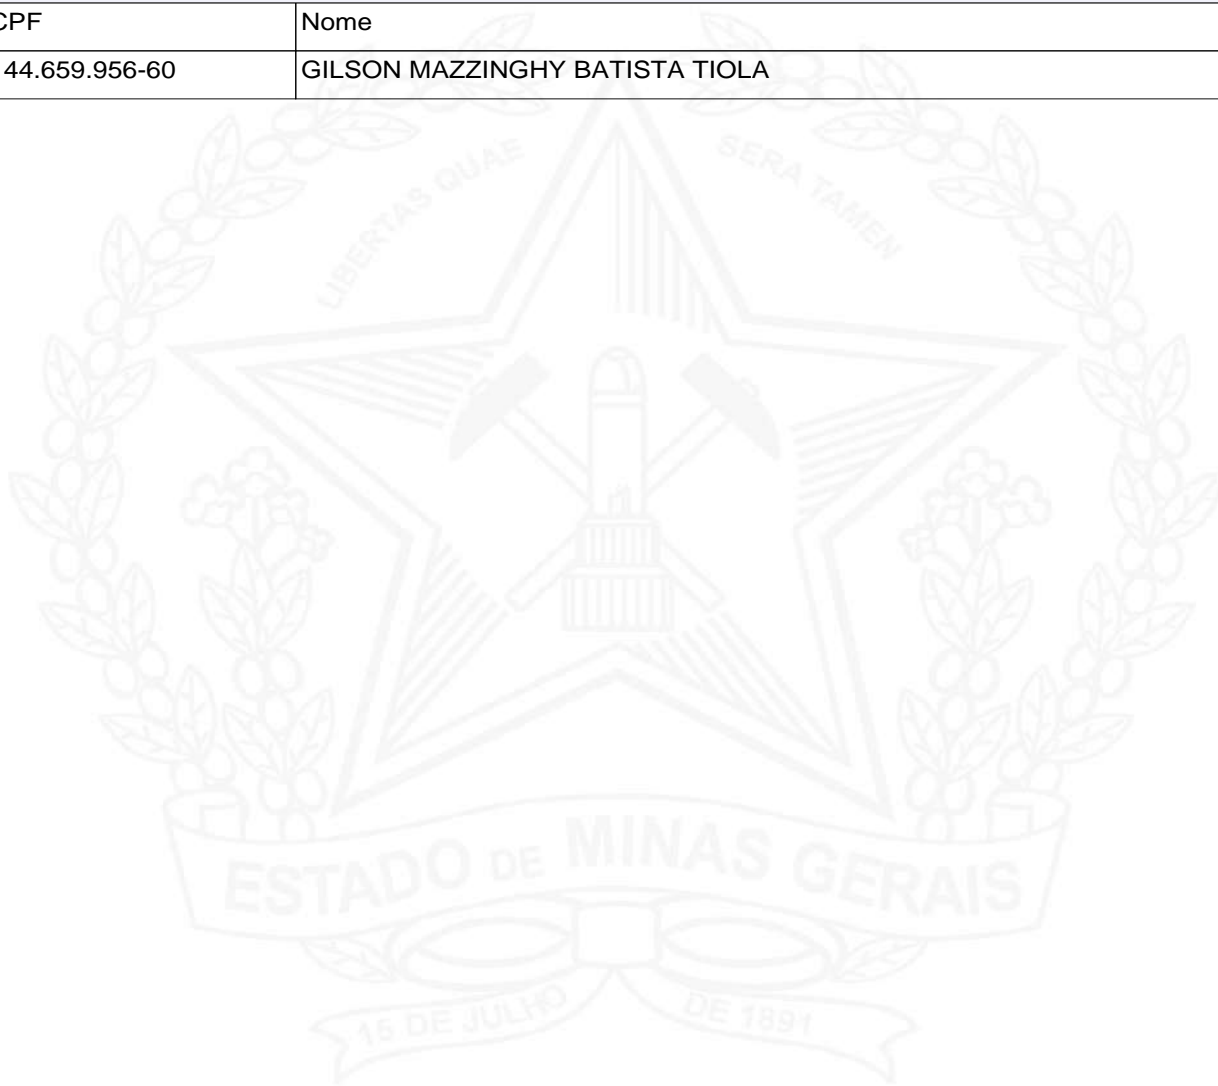 CPF Nome
44.659.956-60 GILSON MAZZINGHY BATISTA TIOLA
LIBERTAS QUAE SERA TAMEN
ESTADO DE MINAS GERAIS
15 DE JULHO DE 1891